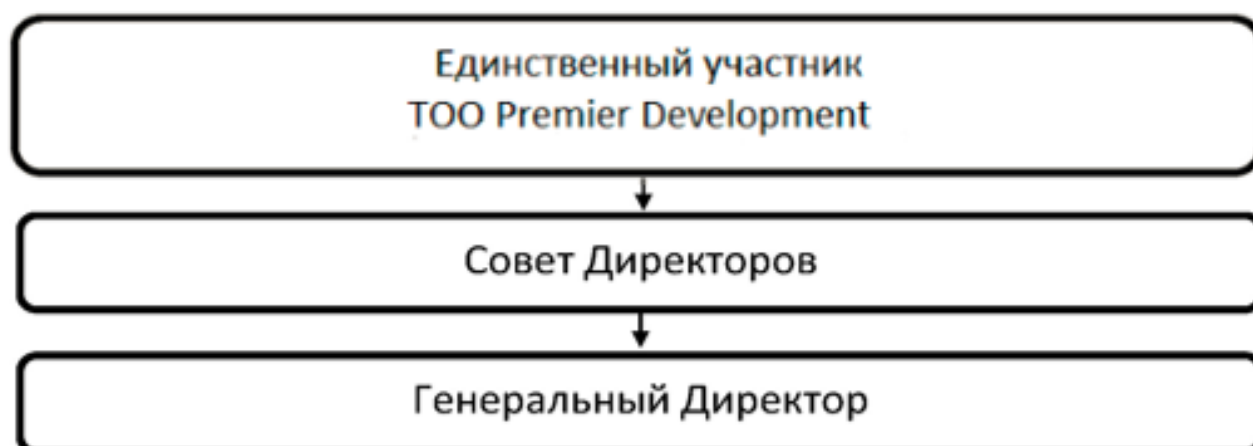 Единственный участник
ТОО Premier Development
Совет Директоров
Генеральный Директор